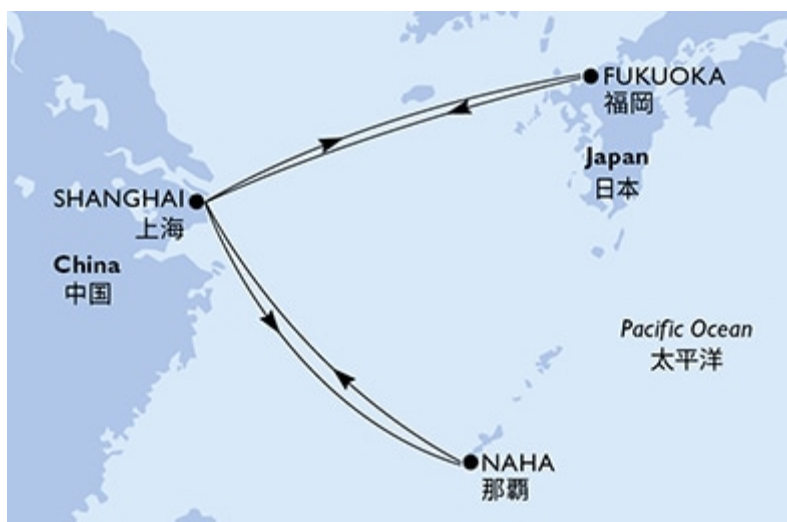 FUKUOKA
福岡
Japan
日本
SHANGHAI
上海
China
中国
Pacific Ocean
太平洋
NAHA
那覇